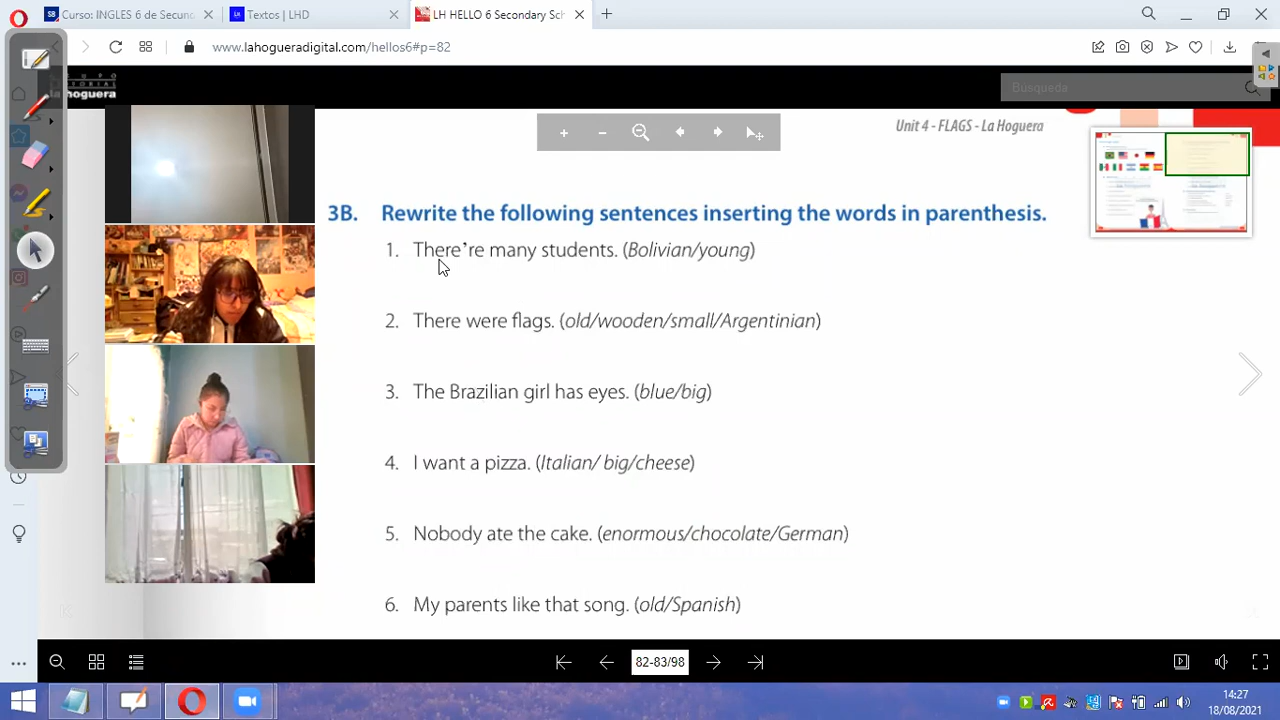 Curso: INGLES 6 de Secund
Textos | LHD
LH HELLO 6 Secondary Sch
www.lahogueradigital.com/hellos6#p=82
la hoguera
Búsqueda
Unit 4 - FLAGS - La Hoguera
3B. Rewrite the following sentences inserting the words in parenthesis.
1. There're many students. (Bolivian/young)
2. There were flags. (old/wooden/small/Argentinian)
3. The Brazilian girl has eyes. (blue/big)
4. I want a pizza. (Italian/ big/cheese)
5. Nobody ate the cake. (enormous/chocolate/German)
6. My parents like that song. (old/Spanish)
82-83/98
14:27
18/08/2021